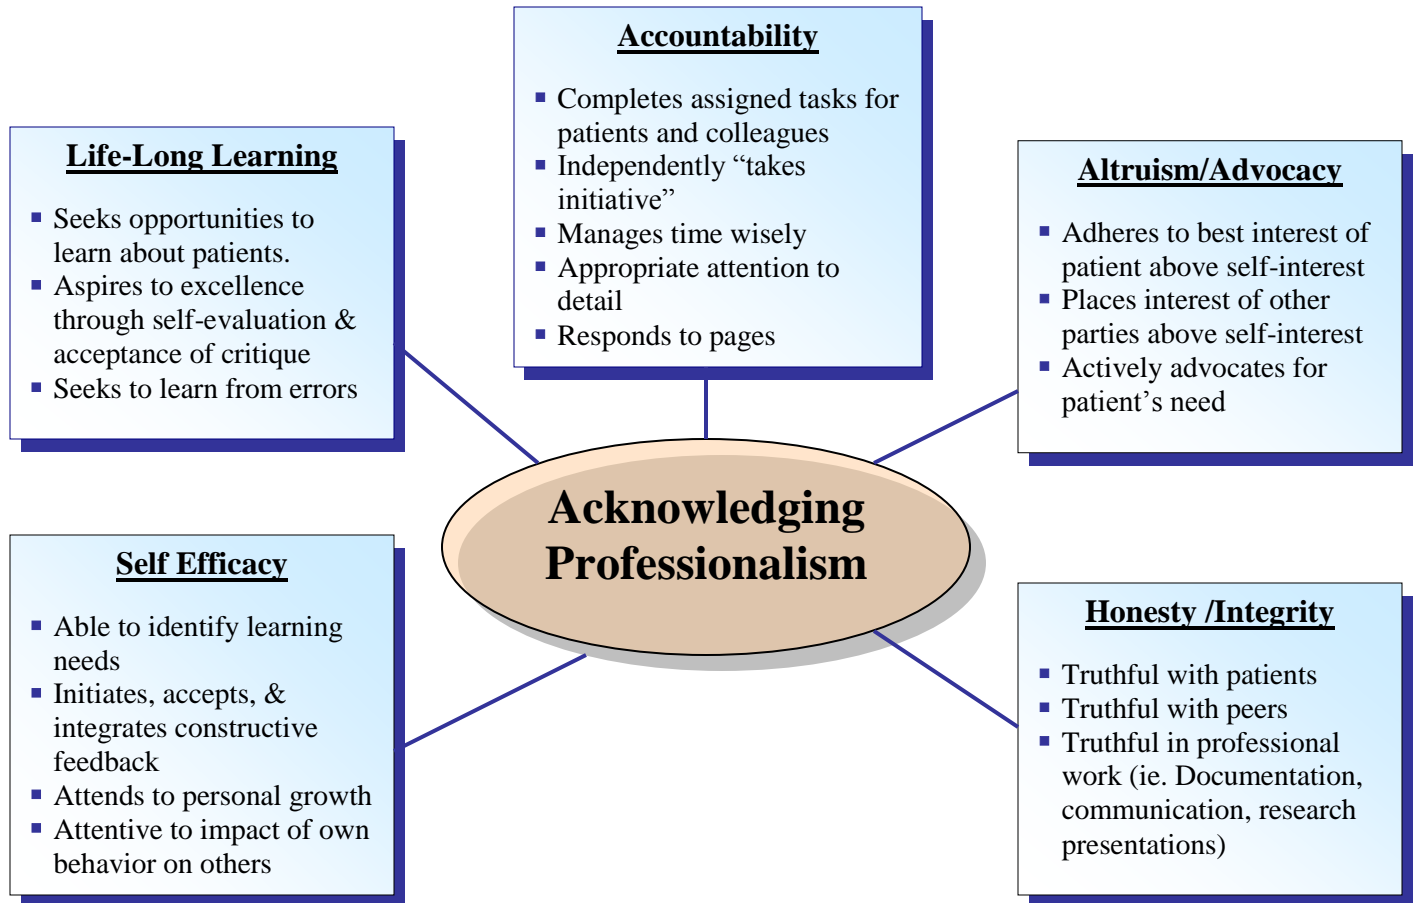 Accountability
Completes assigned tasks for
patients and colleagues
Independently “takes
initiative”
Manages time wisely
Appropriate attention to
detail
Responds to pages
Life-Long Learning
Seeks opportunities to
learn about patients.
Aspires to excellence
through self-evaluation &
acceptance of critique
Seeks to learn from errors
Altruism/Advocacy
Adheres to best interest of
patient above self-interest
Places interest of other
parties above self-interest
Actively advocates for
patient’s need
Acknowledging
Professionalism
Self Efficacy
Able to identify learning
needs
Initiates, accepts, &
integrates constructive
feedback
Attends to personal growth
Attentive to impact of own
behavior on others
Honesty /Integrity
Truthful with patients
Truthful with peers
Truthful in professional
work (ie. Documentation,
communication, research
presentations)